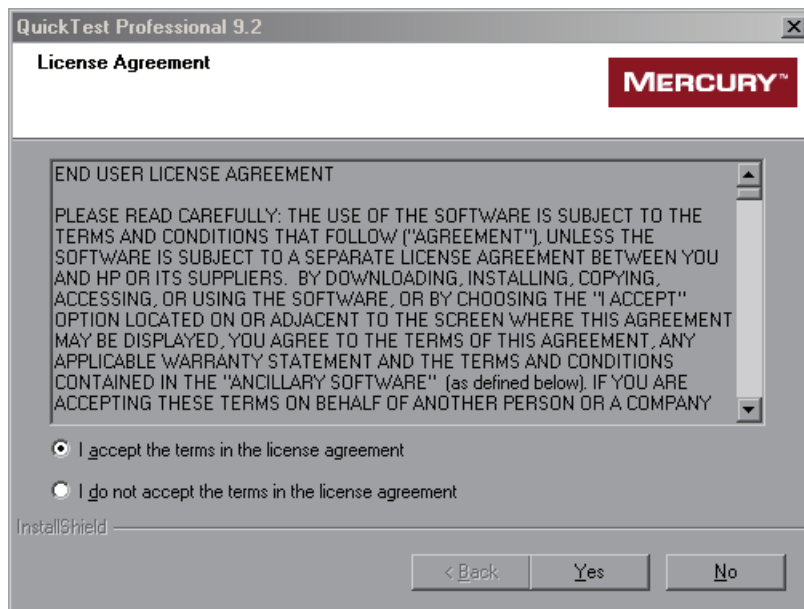 QuickTest Professional 9.2
License Agreement
MERCURY™
END USER LICENSE AGREEMENT
PLEASE READ CAREFULLY: THE USE OF THE SOFTWARE IS SUBJECT TO THE
TERMS AND CONDITIONS THAT FOLLOW ("AGREEMENT"), UNLESS THE
SOFTWARE IS SUBJECT TO A SEPARATE LICENSE AGREEMENT BETWEEN YOU
AND HP OR ITS SUPPLIERS.  BY DOWNLOADING, INSTALLING, COPYING,
ACCESSING, OR USING THE SOFTWARE, OR BY CHOOSING THE "I ACCEPT"
OPTION LOCATED ON OR ADJACENT TO THE SCREEN WHERE THIS AGREEMENT
MAY BE DISPLAYED, YOU AGREE TO THE TERMS OF THIS AGREEMENT, ANY
APPLICABLE WARRANTY STATEMENT AND THE TERMS AND CONDITIONS
CONTAINED IN THE "ANCILLARY SOFTWARE"  (as defined below). IF YOU ARE
ACCEPTING THESE TERMS ON BEHALF OF ANOTHER PERSON OR A COMPANY
I accept the terms in the license agreement
I do not accept the terms in the license agreement
InstallShield
< Back
Yes
No